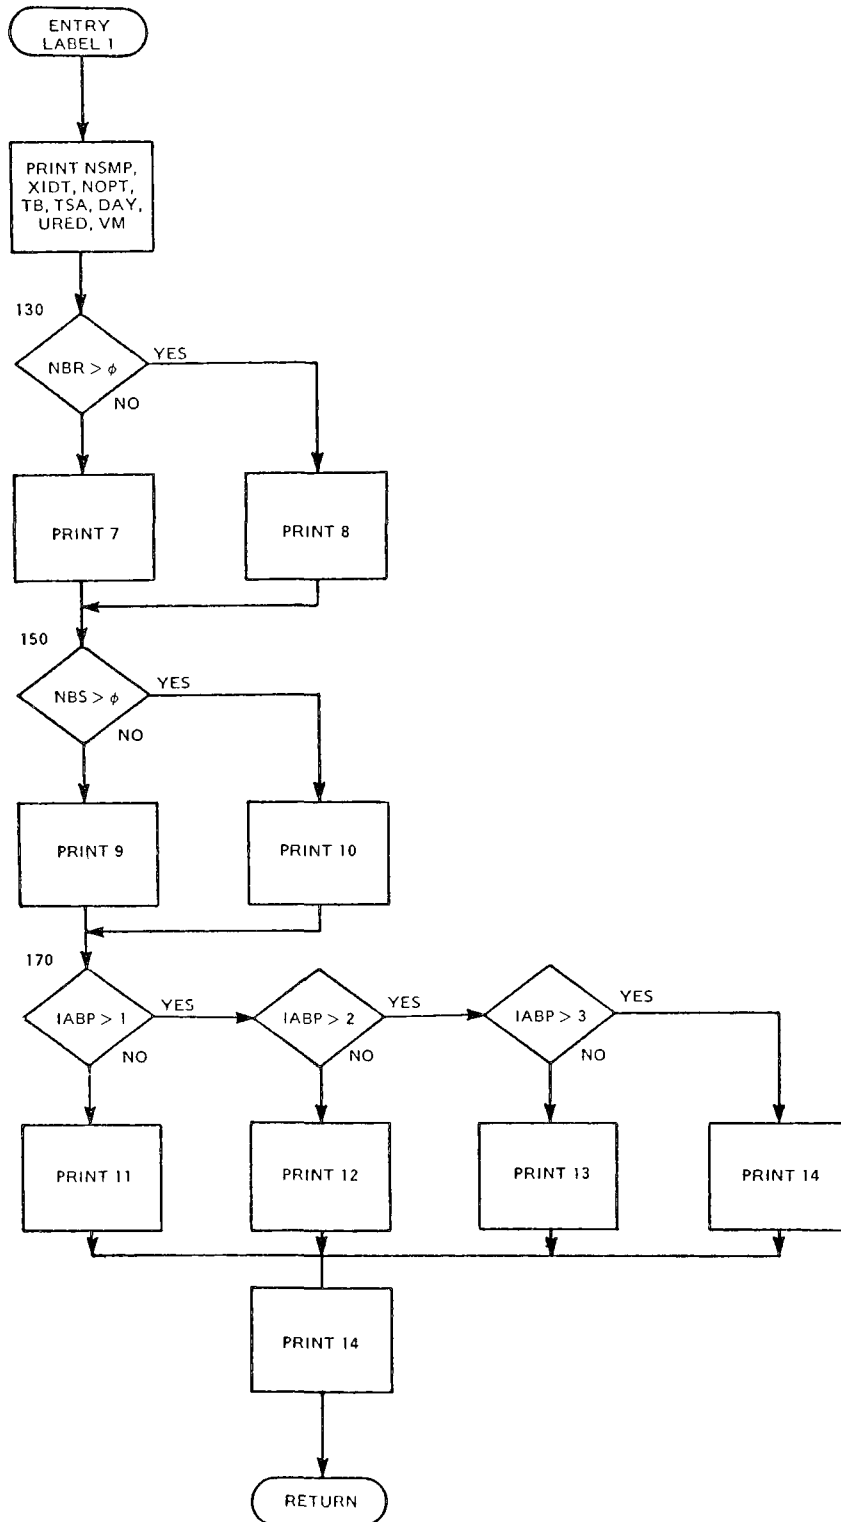 ENTRY
LABEL 1
PRINT NSMP,
XIDT, NOPT,
TB, TSA, DAY,
URED, VM
130
NBR > ϕ
YES
NO
PRINT 7
PRINT 8
150
NBS > ϕ
YES
NO
PRINT 9
PRINT 10
170
IABP > 1
YES
NO
IABP > 2
YES
NO
IABP > 3
YES
NO
PRINT 11
PRINT 12
PRINT 13
PRINT 14
PRINT 14
RETURN